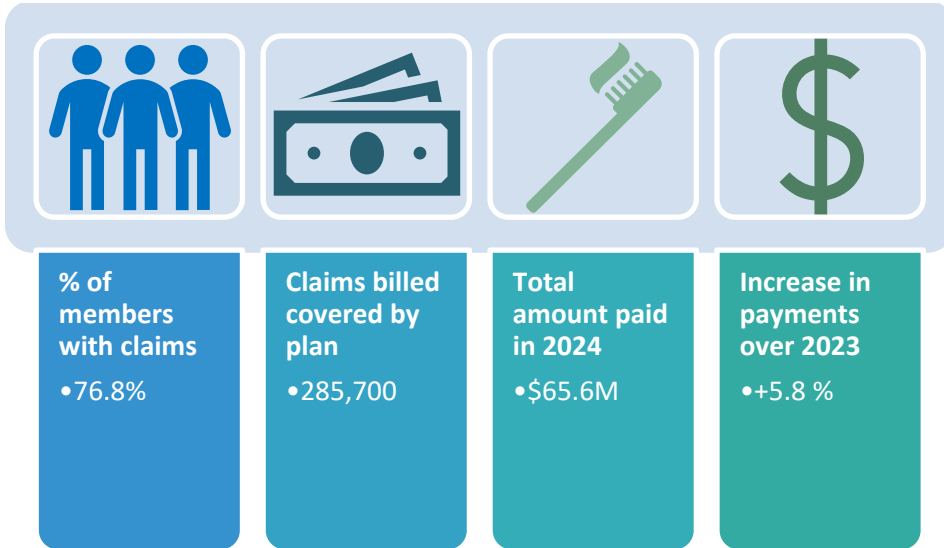 % of
members
with claims
•76.8%
Claims billed
covered by
plan
•285,700
Total
amount paid
in 2024
•$65.6M
Increase in
payments
over 2023
•+5.8 %